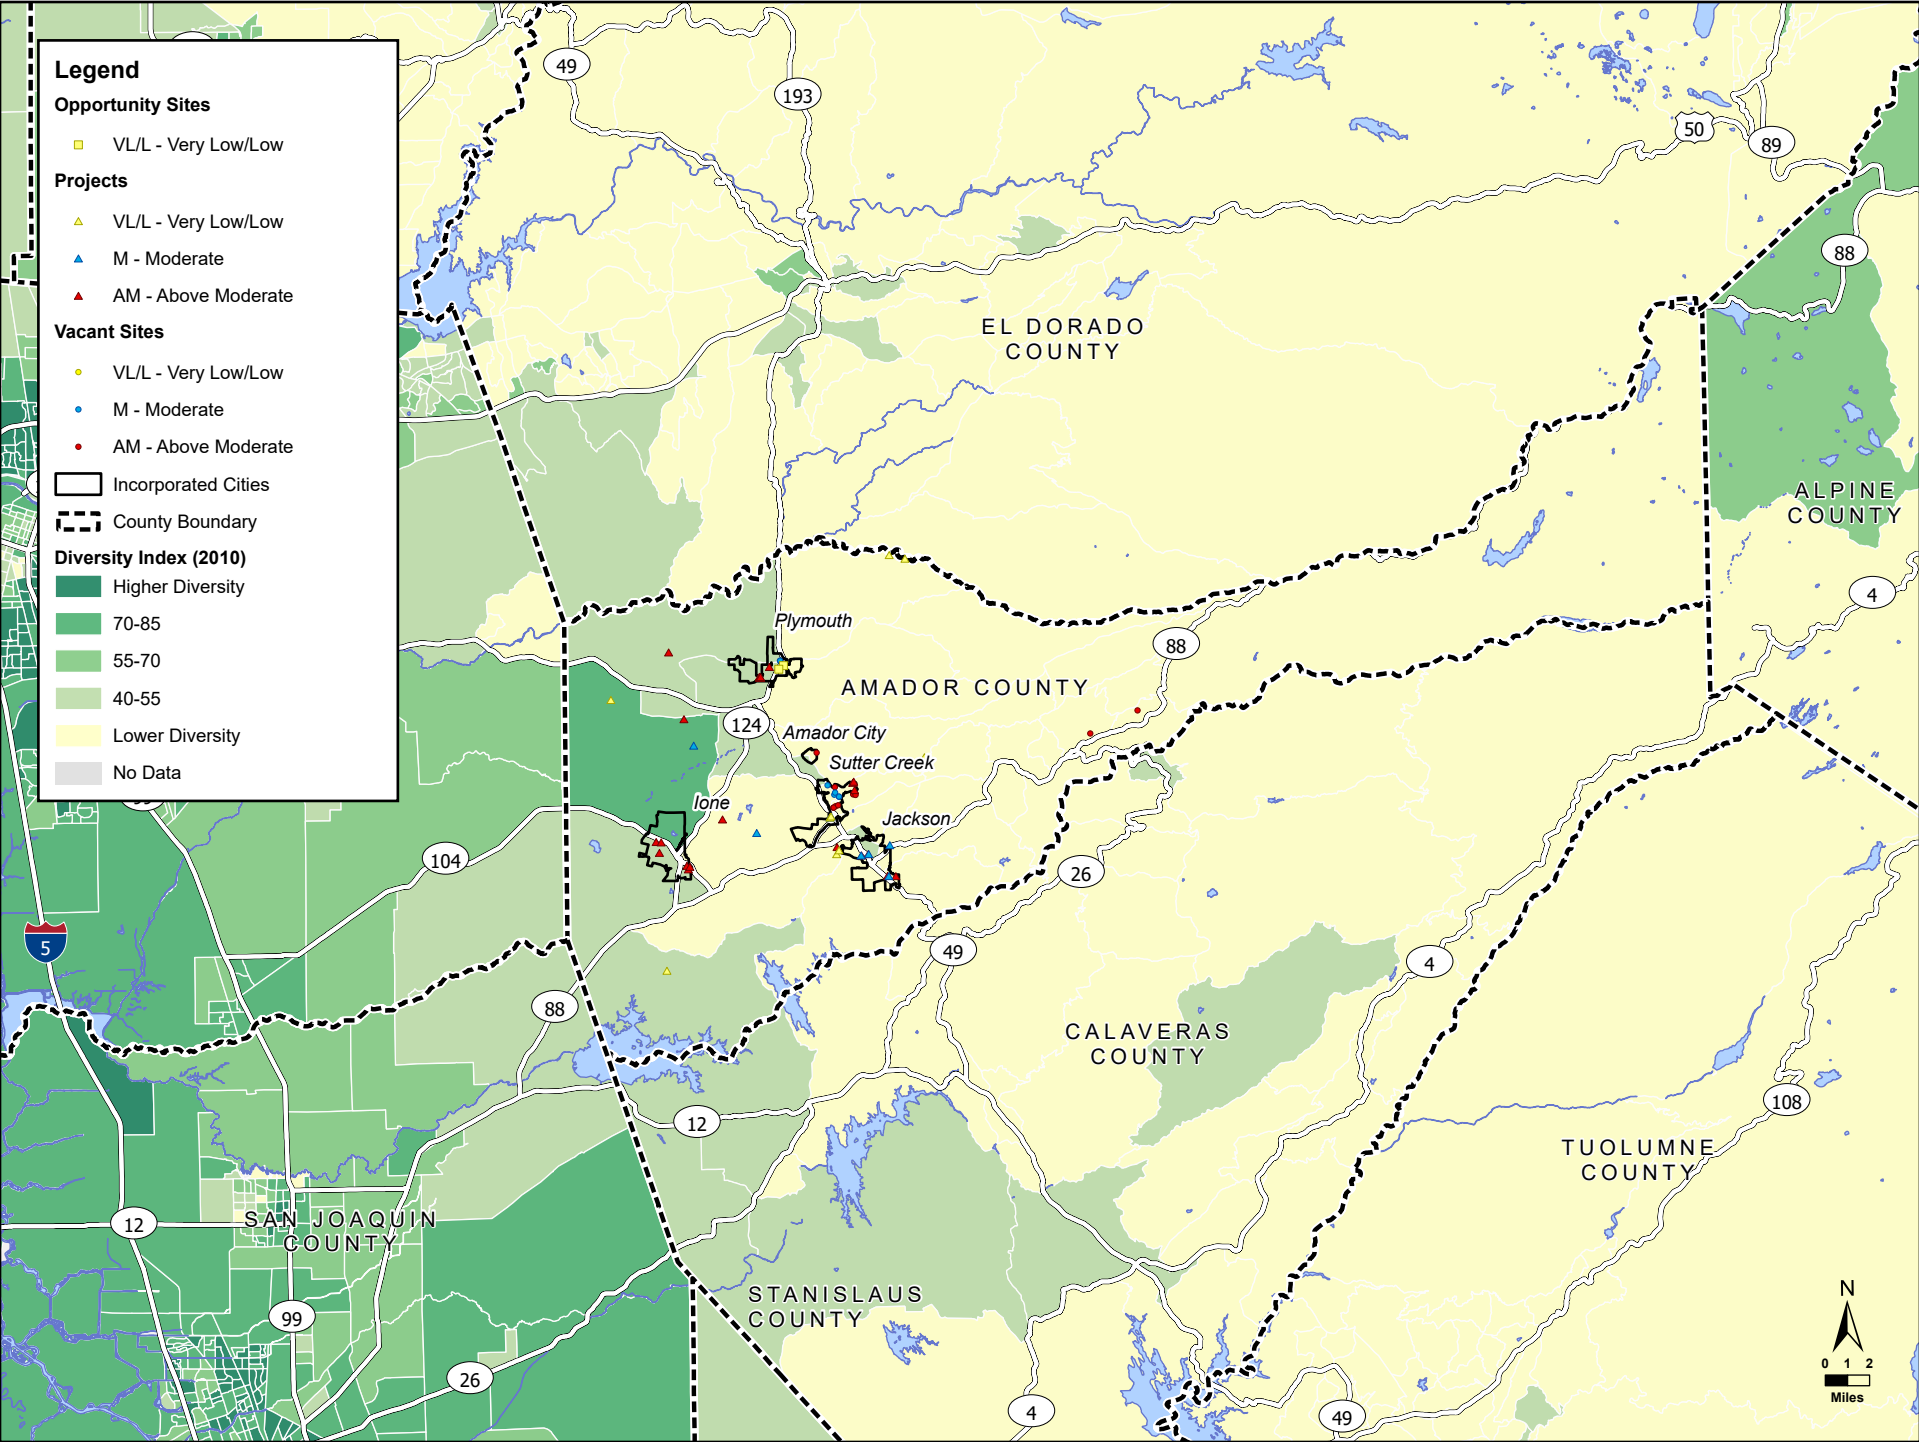 Legend
Opportunity Sites
VL/L - Very Low/Low
Projects
VL/L - Very Low/Low
M - Moderate
AM - Above Moderate
Vacant Sites
VL/L - Very Low/Low
M - Moderate
AM - Above Moderate
Incorporated Cities
County Boundary
Diversity Index (2010)
Higher Diversity
70-85
55-70
40-55
Lower Diversity
No Data
49
193
50
89
88
EL DORADO
COUNTY
ALPINE
COUNTY
4
Plymouth
88
AMADOR COUNTY
124
Amador City
Sutter Creek
Ione
Jackson
104
26
5
49
4
88
CALAVERAS
COUNTY
108
12
TUOLUMNE
COUNTY
12
SAN JOAQUIN
COUNTY
STANISLAUS
COUNTY
99
26
4
49
N
0 1 2
Miles